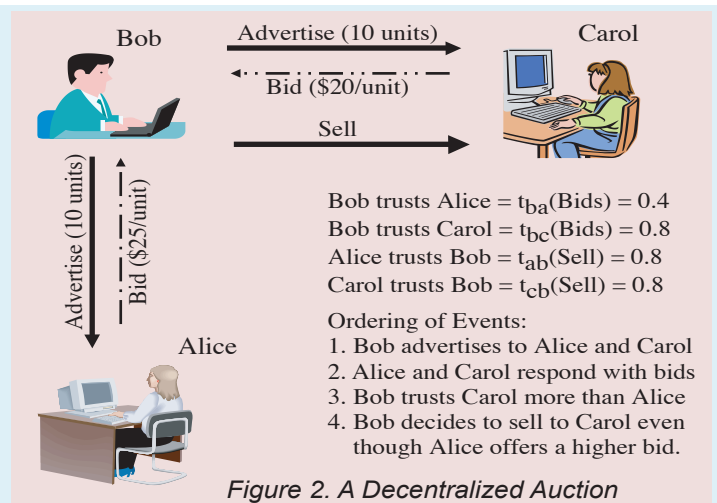 Bob
Advertise (10 units)
Carol
Bid ($20/unit)
Sell
Advertise (10 units)
Bid ($25/unit)
Alice
Bob trusts Alice = tba(Bids) = 0.4
Bob trusts Carol = tbc(Bids) = 0.8
Alice trusts Bob = tab(Sell) = 0.8
Carol trusts Bob = tcb(Sell) = 0.8
Ordering of Events:
1. Bob advertises to Alice and Carol
2. Alice and Carol respond with bids
3. Bob trusts Carol more than Alice
4. Bob decides to sell to Carol even
though Alice offers a higher bid.
Figure 2. A Decentralized Auction